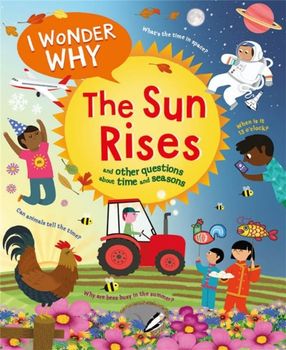 I WONDER
WHY
What's the time in space?
The Sun
Rises
and other questions
about time and seasons
When is it
13 o'clock?
Can animals tell the time?
Why are bees busy in the summer?